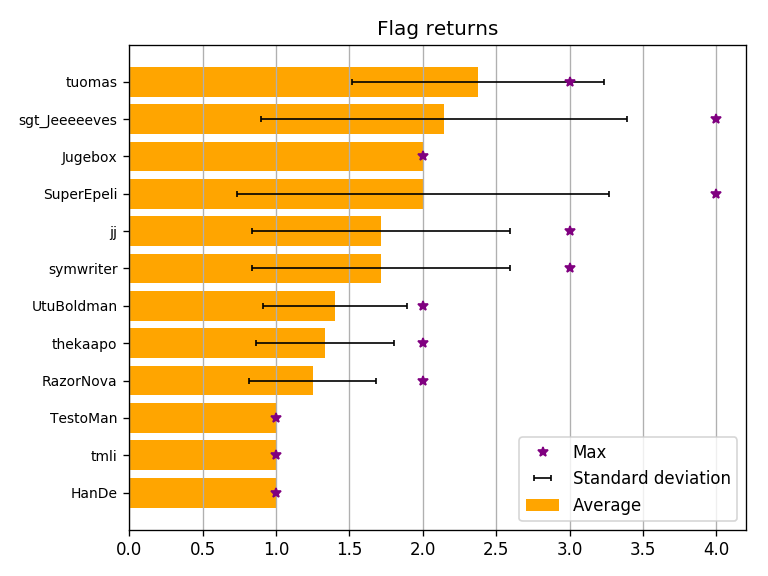 Flag returns
tuomas
sgt_Jeeeeeves
Jugebox
SuperEpeli
jj
symwriter
UtuBoldman
thekaapo
RazorNova
TestoMan
tmli
HanDe
Max
Standard deviation
Average
0.0 0.5 1.0 1.5 2.0 2.5 3.0 3.5 4.0